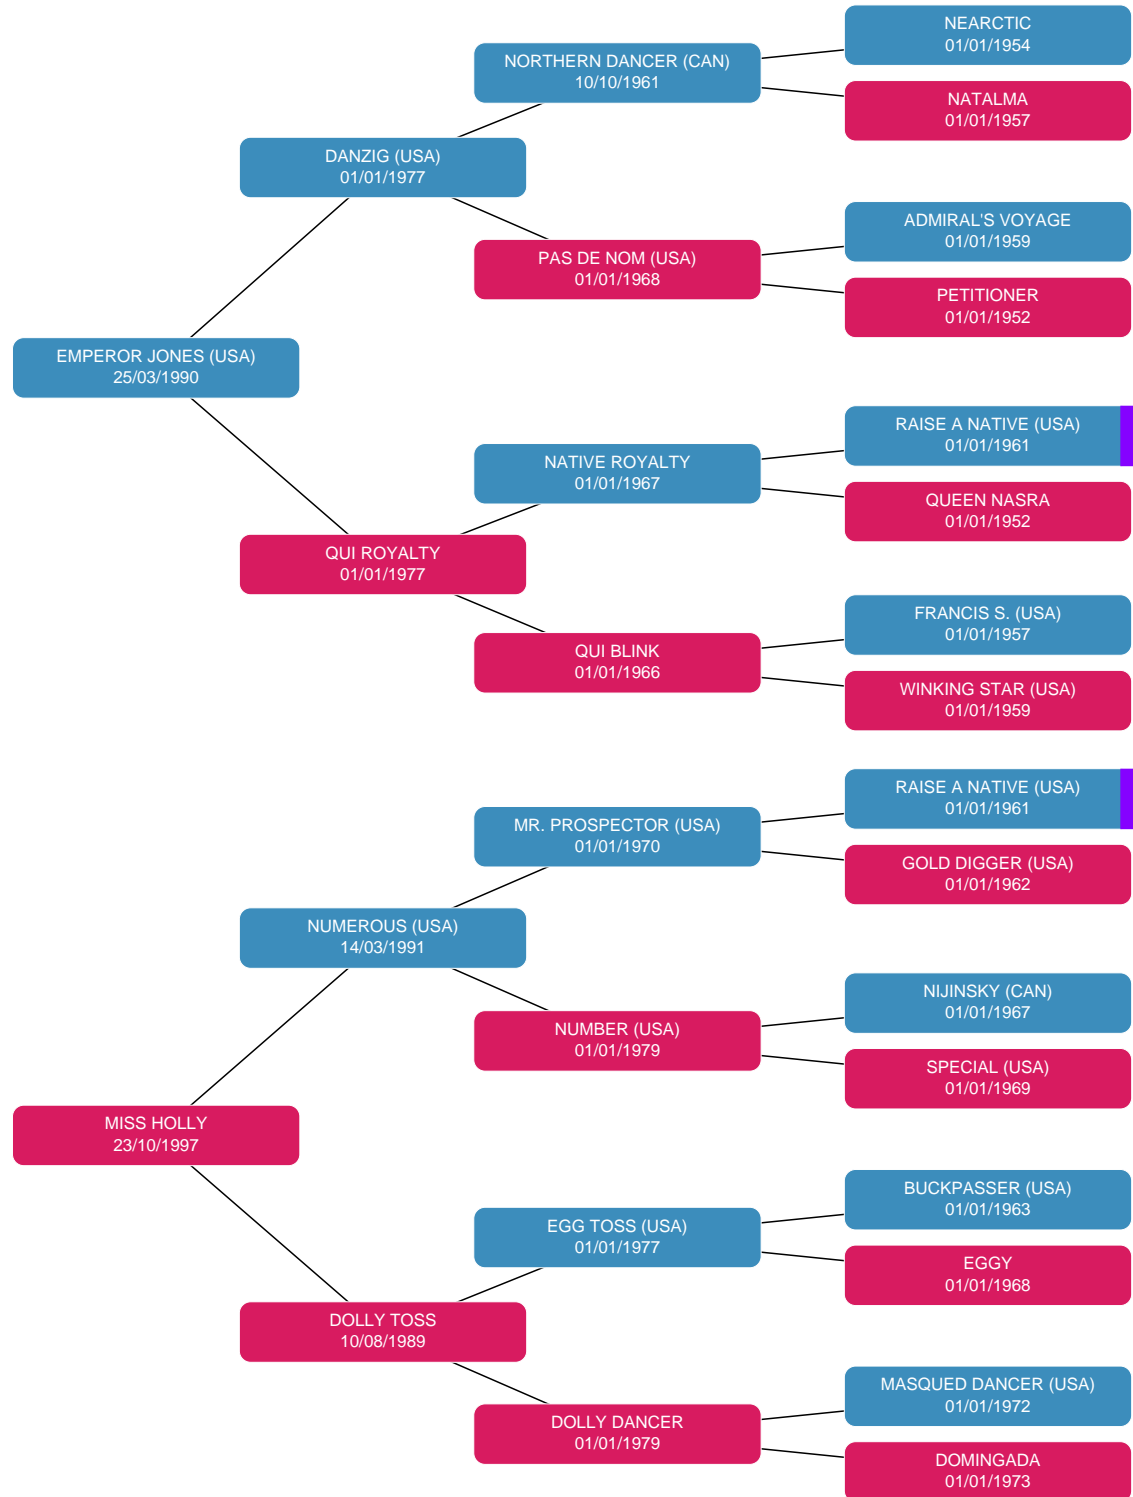 NEARCTIC
01/01/1954
NORTHERN DANCER (CAN)
10/10/1961
NATALMA
01/01/1957
DANZIG (USA)
01/01/1977
ADMIRAL'S VOYAGE
01/01/1959
PAS DE NOM (USA)
01/01/1968
PETITIONER
01/01/1952
EMPEROR JONES (USA)
25/03/1990
RAISE A NATIVE (USA)
01/01/1961
NATIVE ROYALTY
01/01/1967
QUEEN NASRA
01/01/1952
QUI ROYALTY
01/01/1977
FRANCIS S. (USA)
01/01/1957
QUI BLINK
01/01/1966
WINKING STAR (USA)
01/01/1959
RAISE A NATIVE (USA)
01/01/1961
MR. PROSPECTOR (USA)
01/01/1970
GOLD DIGGER (USA)
01/01/1962
NUMEROUS (USA)
14/03/1991
NIJINSKY (CAN)
01/01/1967
NUMBER (USA)
01/01/1979
SPECIAL (USA)
01/01/1969
MISS HOLLY
23/10/1997
BUCKPASSER (USA)
01/01/1963
EGG TOSS (USA)
01/01/1977
EGGY
01/01/1968
DOLLY TOSS
10/08/1989
MASQUED DANCER (USA)
01/01/1972
DOLLY DANCER
01/01/1979
DOMINGADA
01/01/1973